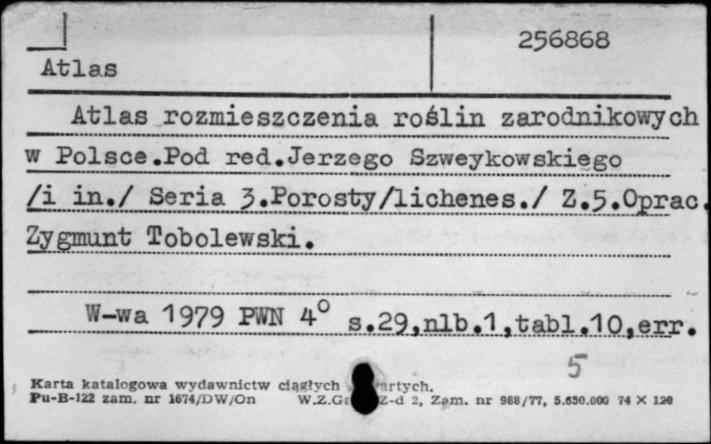 256868
Atlas
Atlas rozmieszczenia roślin zarodnikowych
w Polsce.Pod red.Jerzego Szweykowskiego
/i in./ Seria 3.Porosty/lichenes./ Z.5.Oprac.
Zygmunt Tobolewski.
W-wa 1979 PWN 4° s.29,nlb.1,tabl.10,err.
5
Karta katalogowa wydawnictw ciągłych
Pu-B-122 zam. nr 1674/DW/On W.Z.Gr Z-d 2, Zam. nr 988/77, 5.650.000 74 × 120